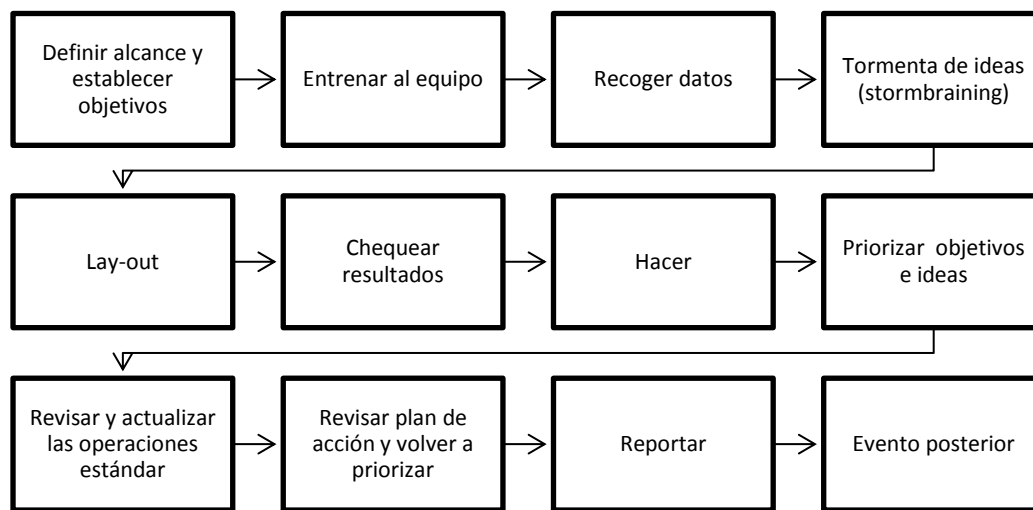 Definir alcance y
establecer
objetivos
Entrenar al equipo
Recoger datos
Tormenta de ideas
(stormbraining)
Lay-out
Chequear
resultados
Hacer
Priorizar objetivos
e ideas
Revisar y actualizar
las operaciones
estándar
Revisar plan de
acción y volver a
priorizar
Reportar
Evento posterior